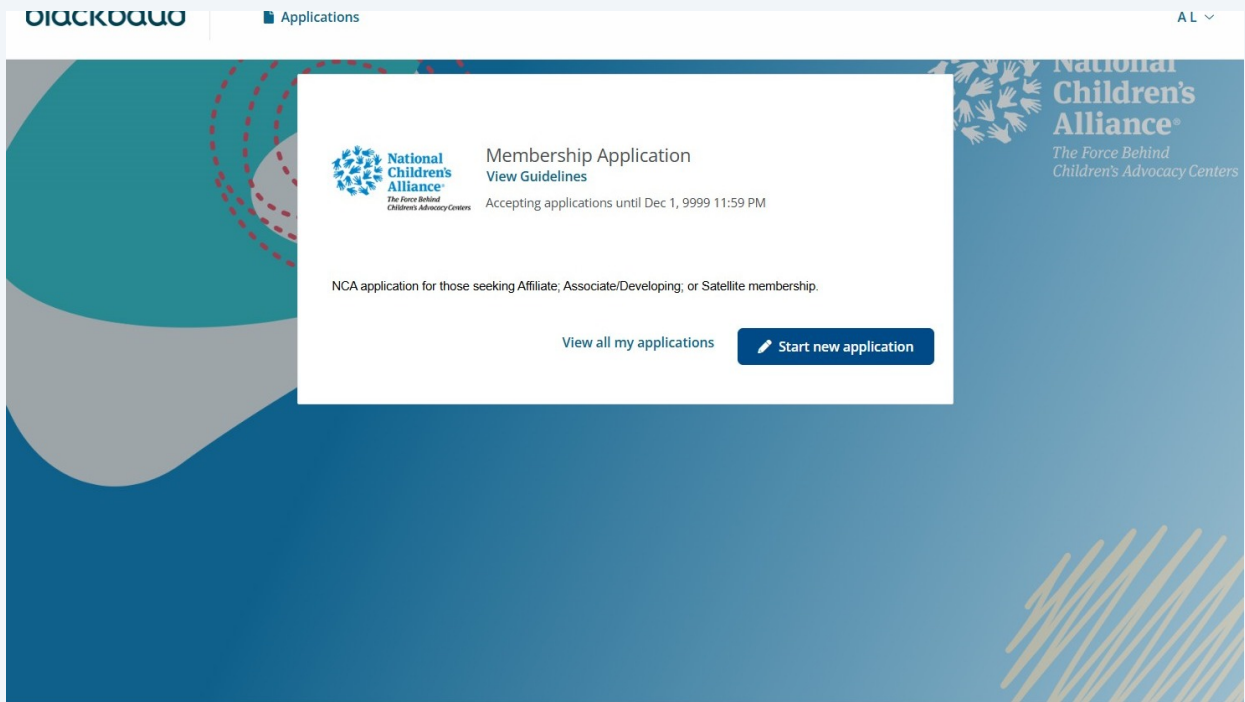 blackbaud
Applications
A L
National
Children's
Alliance®
The Force Behind
Children's Advocacy Centers
National
Children's
Alliance®
The Force Behind
Children's Advocacy Centers
Membership Application
View Guidelines
Accepting applications until Dec 1, 9999 11:59 PM
NCA application for those seeking Affiliate; Associate/Developing; or Satellite membership.
View all my applications
Start new application